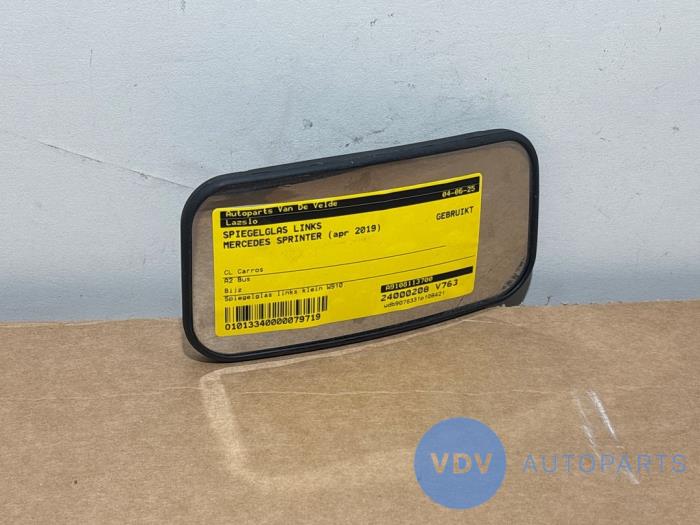 Autoparts Van De Velde 04-06-25
Lazslo
SPIEGELGLAS LINKS GEBRUIKT
MERCEDES SPRINTER (apr 2019)
CL Carros
A2 Bus
Bijz
Spiegelglas links klein W910
A9108113700
24000208 V763
010133400000079719
VDV AUTOPARTS